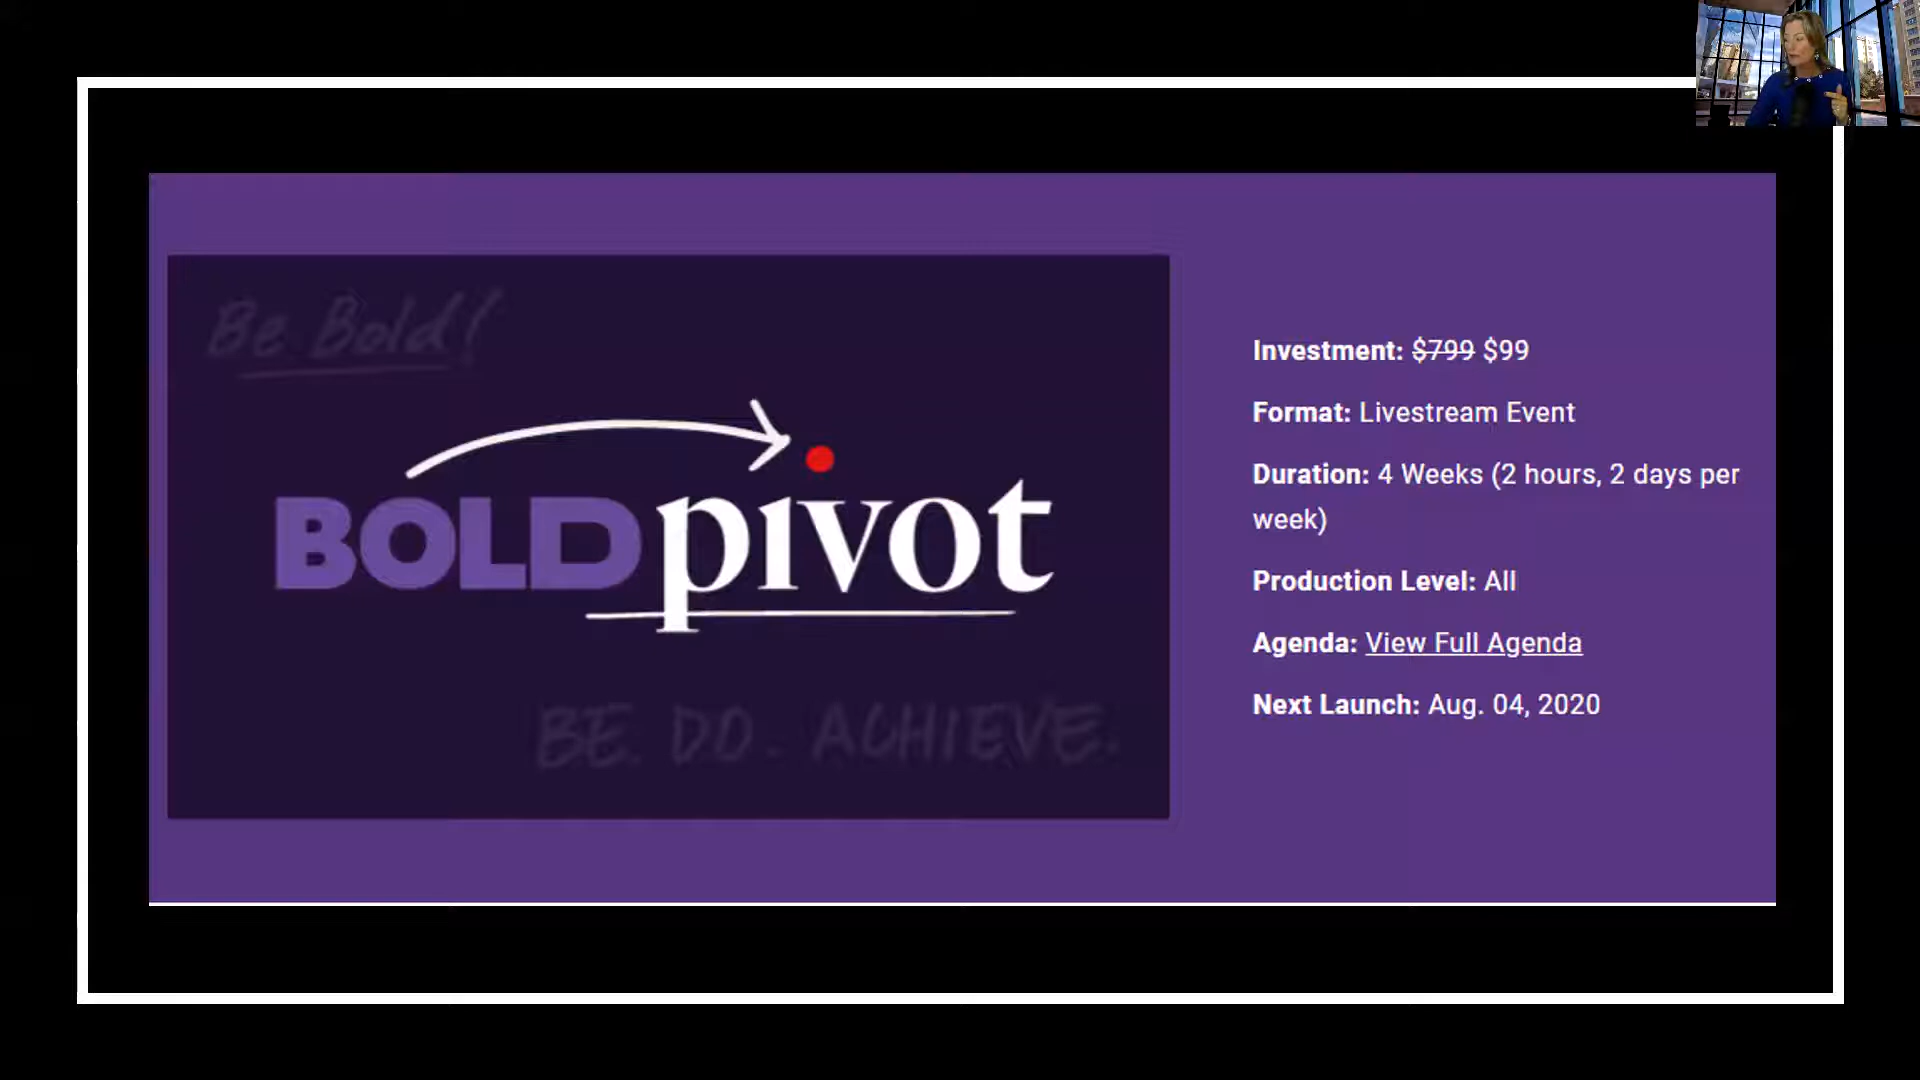 Be Bold!
BOLD pivot
BE. DO. ACHIEVE.
Investment: $799 $99
Format: Livestream Event
Duration: 4 Weeks (2 hours, 2 days per
week)
Production Level: All
Agenda: View Full Agenda
Next Launch: Aug. 04, 2020